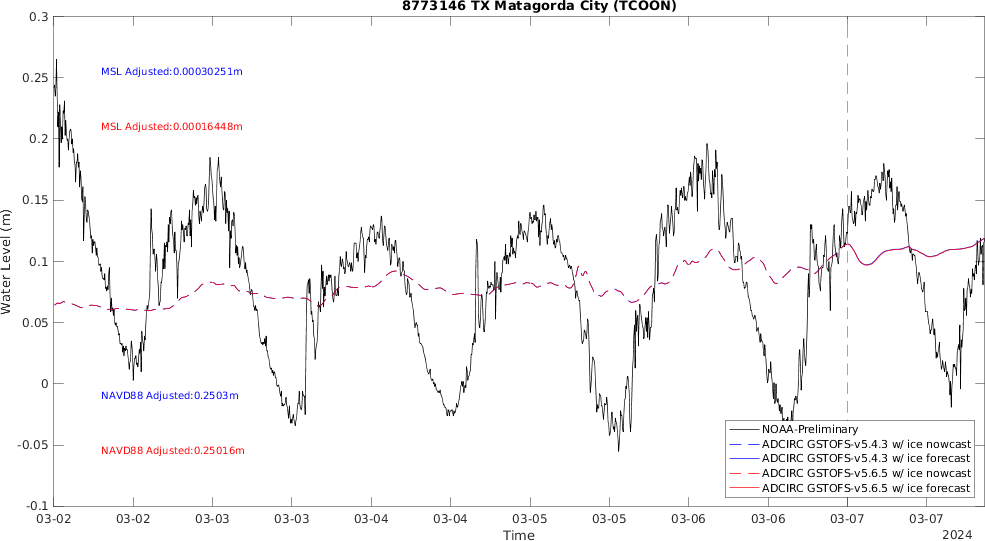 8773146 TX Matagorda City (TCOON)
0.3
0.25
0.2
0.15
0.1
0.05
0
-0.05
-0.1
Water Level (m)
MSL Adjusted:0.00030251m
MSL Adjusted:0.00016448m
NAVD88 Adjusted:0.2503m
NAVD88 Adjusted:0.25016m
NOAA-Preliminary
ADCIRC GSTOFS-v5.4.3 w/ ice nowcast
ADCIRC GSTOFS-v5.4.3 w/ ice forecast
ADCIRC GSTOFS-v5.6.5 w/ ice nowcast
ADCIRC GSTOFS-v5.6.5 w/ ice forecast
03-02 03-02 03-03 03-03 03-04 03-04 03-05 03-05 03-06 03-06 03-07 03-07
Time
2024